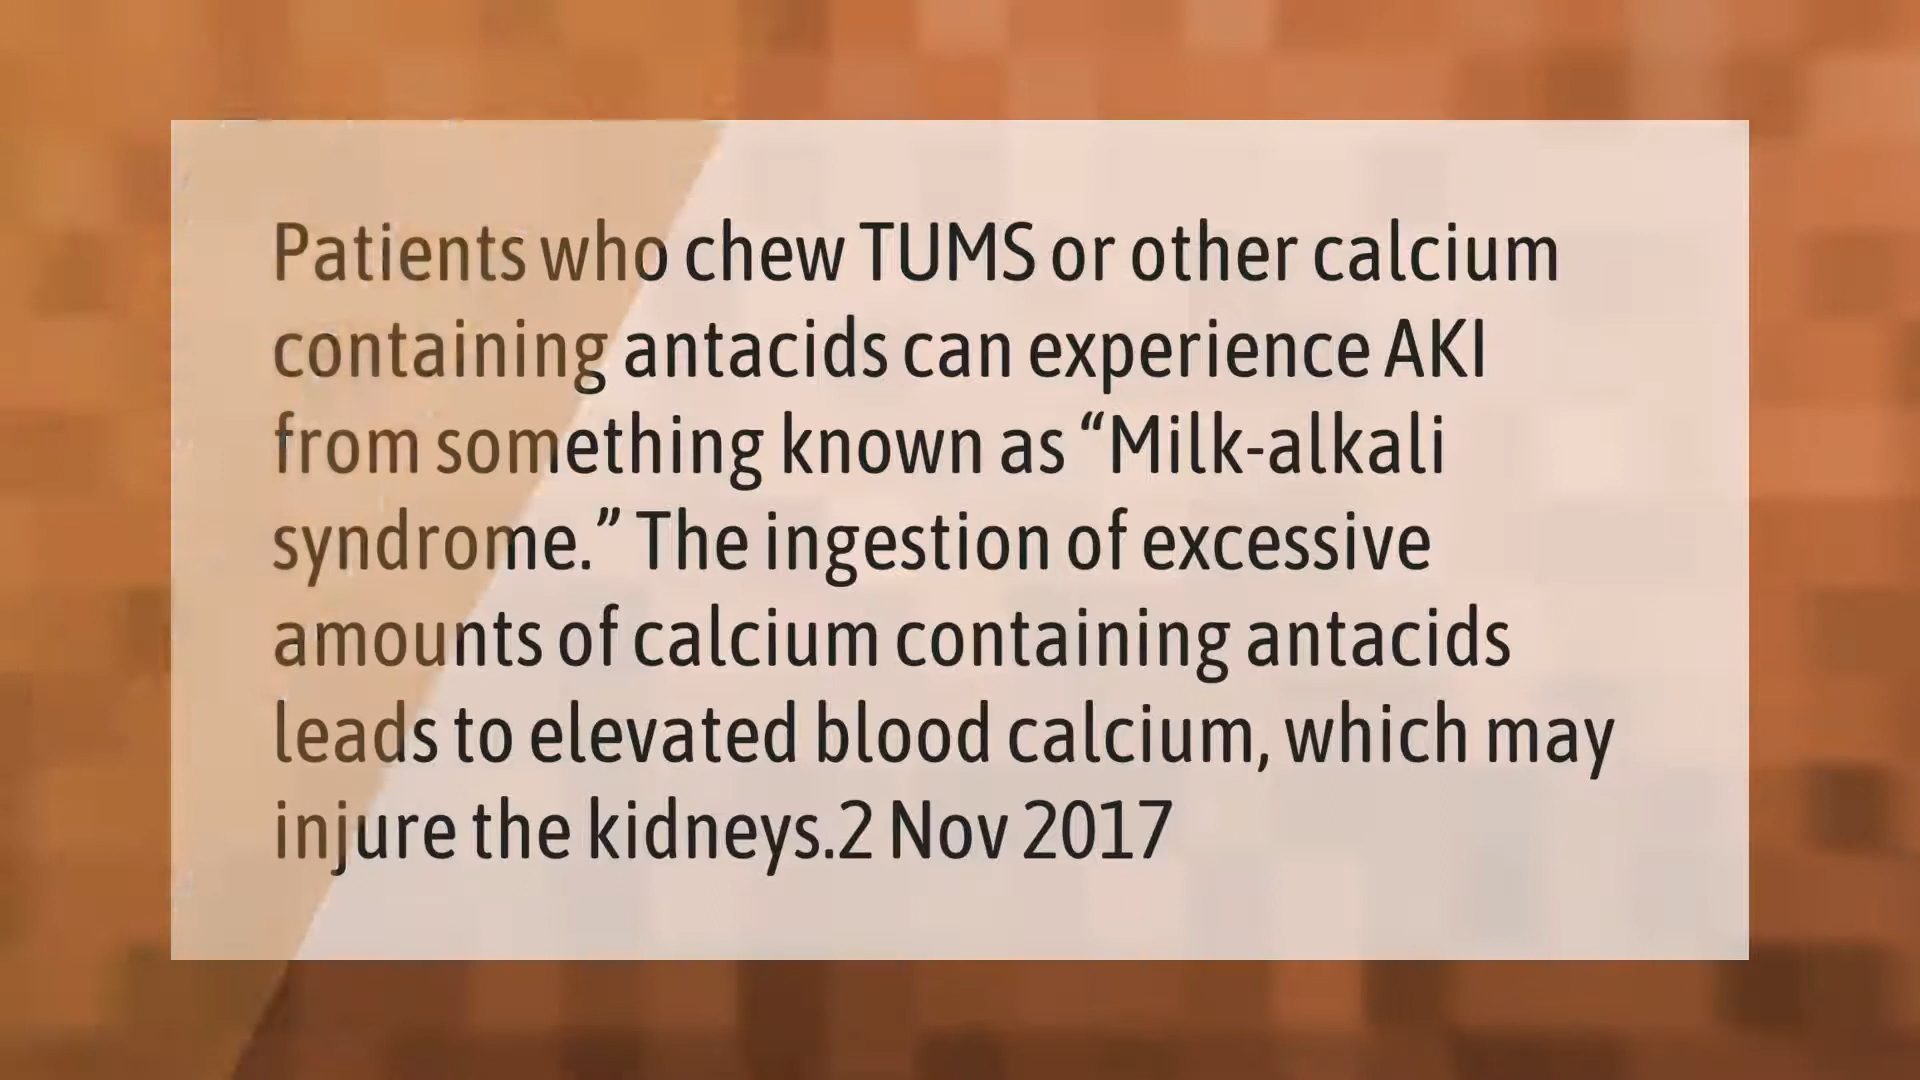 Patients who chew TUMS or other calcium
containing antacids can experience AKI
from something known as “Milk-alkali
syndrome.” The ingestion of excessive
amounts of calcium containing antacids
leads to elevated blood calcium, which may
injure the kidneys.2 Nov 2017